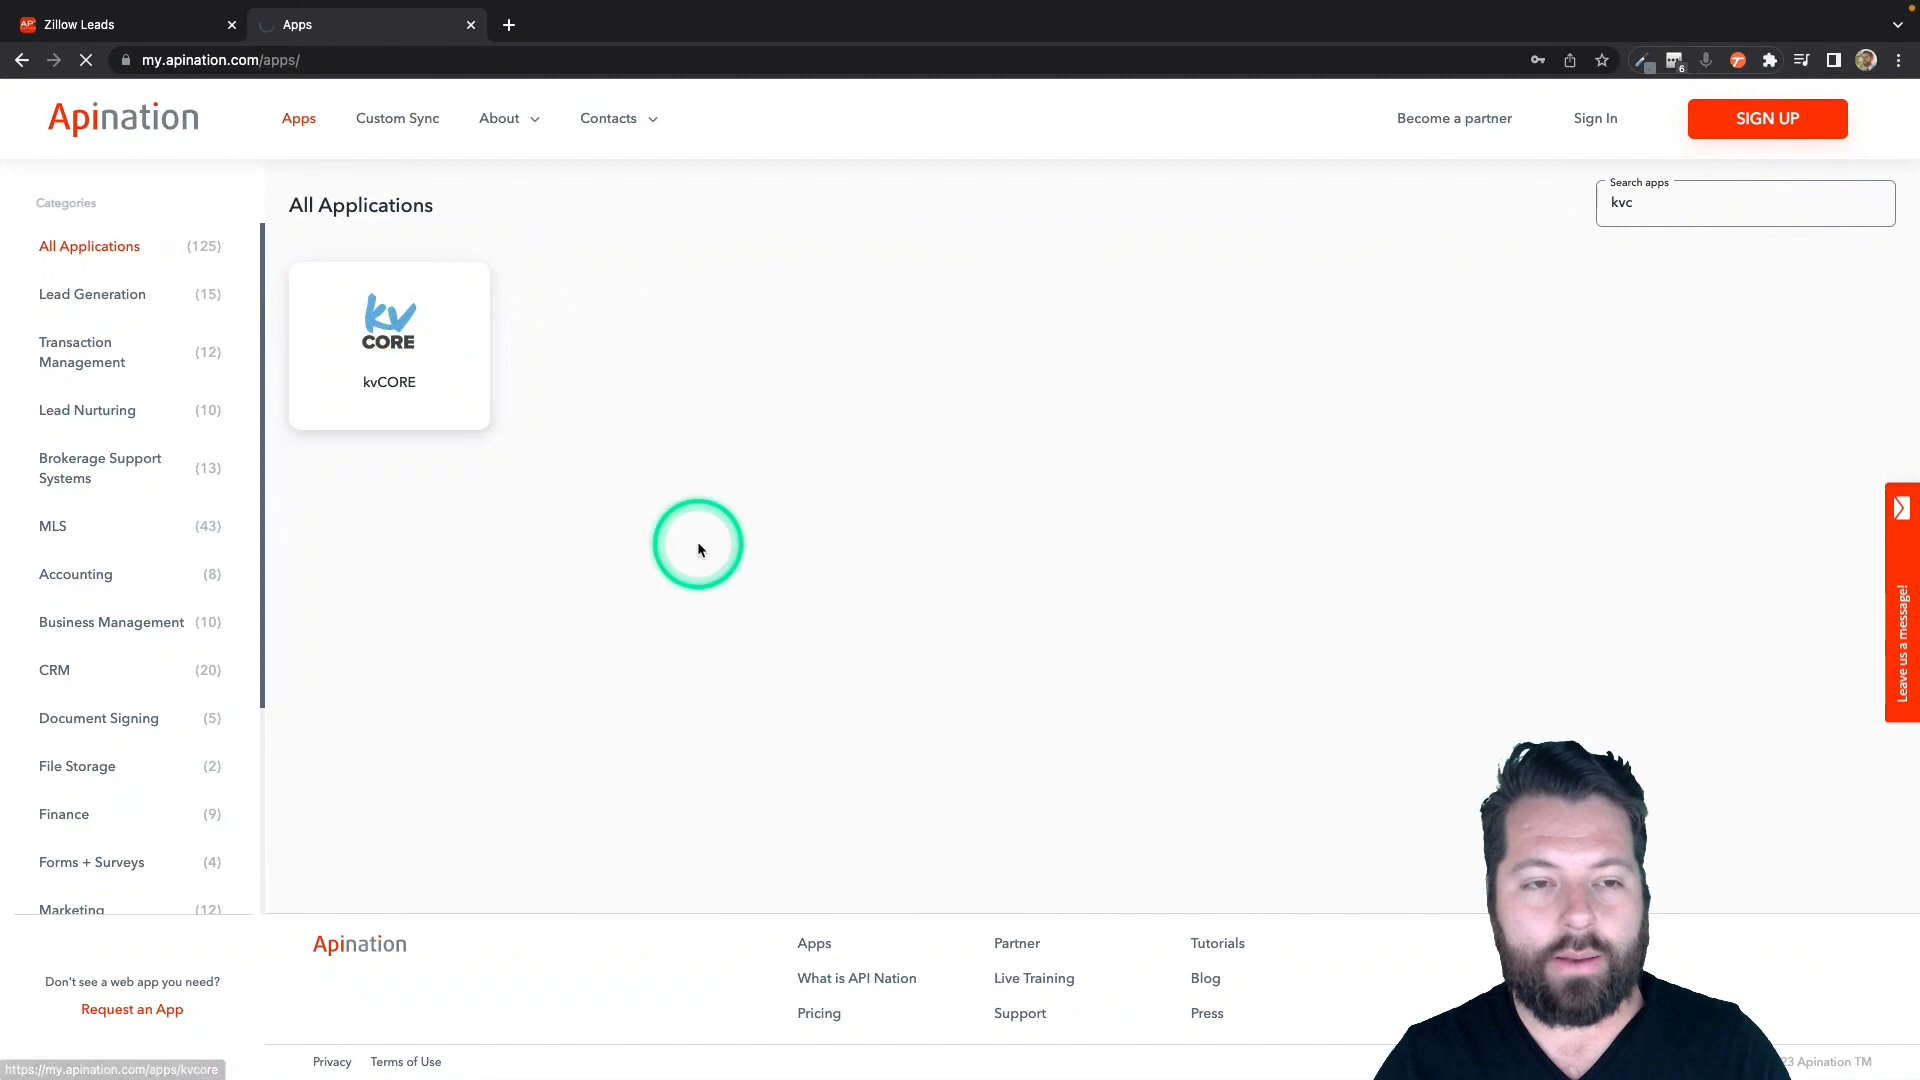 Zillow Leads
Apps
my.apination.com/apps/
6
Apination
Apps
Custom Sync
About
Contacts
Become a partner
Sign In
SIGN UP
Categories
All Applications (125)
Lead Generation (15)
Transaction
Management (12)
Lead Nurturing (10)
Brokerage Support
Systems (13)
MLS (43)
Accounting (8)
Business Management (10)
CRM (20)
Document Signing (5)
File Storage (2)
Finance (9)
Forms + Surveys (4)
Marketing (12)
Don't see a web app you need?
Request an App
All Applications
Search apps
kvc
kv
CORE
kvCORE
Leave us a message!
Apination
Apps
What is API Nation
Pricing
Partner
Live Training
Support
Tutorials
Blog
Press
Privacy
Terms of Use
23 Apination TM
https://my.apination.com/apps/kvcore